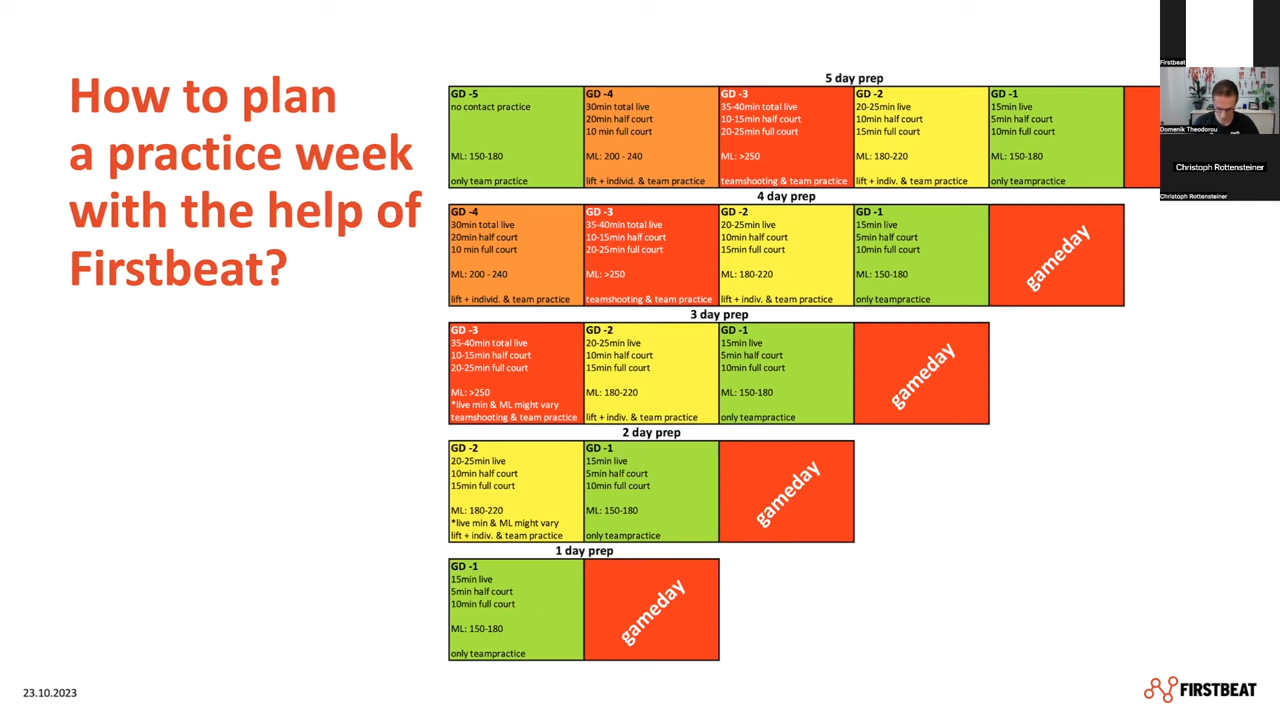 How to plan
a practice week
with the help of
Firstbeat?
5 day prep
GD -5
no contact practice
ML: 150-180
only team practice
GD -4
30min total live
20min half court
10 min full court
ML: 200 - 240
lift + individ. & team practice
GD -3
35-40min total live
10-15min half court
20-25min full court
ML: >250
teamshooting & team practice
GD -2
20-25min live
10min half court
15min full court
ML: 180-220
lift + indiv. & team practice
GD -1
15min live
5min half court
10min full court
ML: 150-180
only teampractice
4 day prep
GD -4
30min total live
20min half court
10 min full court
ML: 200 - 240
lift + individ. & team practice
GD -3
35-40min total live
10-15min half court
20-25min full court
ML: >250
teamshooting & team practice
GD -2
20-25min live
10min half court
15min full court
ML: 180-220
lift + indiv. & team practice
GD -1
15min live
5min half court
10min full court
ML: 150-180
only teampractice
gameday
3 day prep
GD -3
35-40min total live
10-15min half court
20-25min full court
ML: >250
*live min & ML might vary
teamshooting & team practice
GD -2
20-25min live
10min half court
15min full court
ML: 180-220
lift + indiv. & team practice
GD -1
15min live
5min half court
10min full court
ML: 150-180
only teampractice
gameday
2 day prep
GD -2
20-25min live
10min half court
15min full court
ML: 180-220
*live min & ML might vary
lift + indiv. & team practice
GD -1
15min live
5min half court
10min full court
ML: 150-180
only teampractice
gameday
1 day prep
GD -1
15min live
5min half court
10min full court
ML: 150-180
only teampractice
gameday
Firstbeat
Domenik Theodorou
Christoph Rottensteiner
Christoph Rottensteiner
23.10.2023
FIRSTBEAT